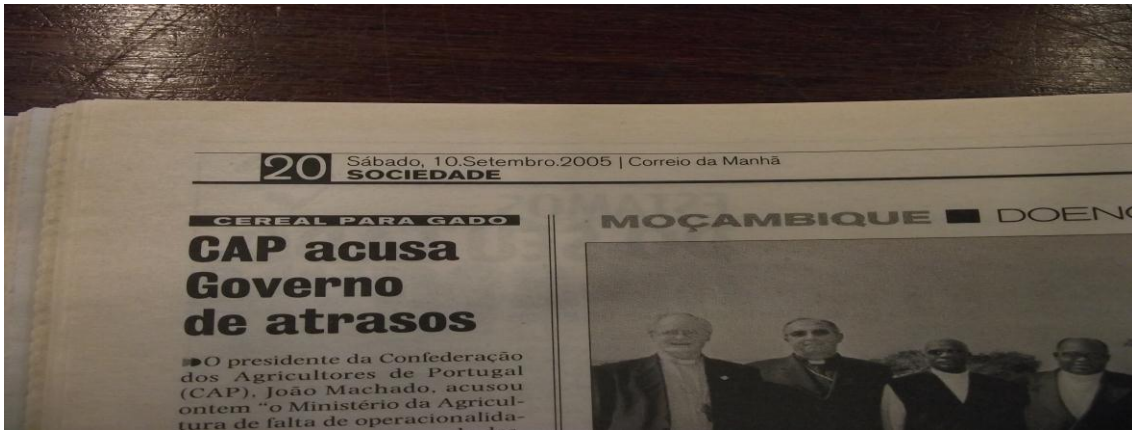 20 Sábado, 10.Setembro.2005 | Correio da Manhã
SOCIEDADE
CEREAL PARA GADO
CAP acusa
Governo
de atrasos
O presidente da Confederação
dos Agricultores de Portugal
(CAP), João Machado, acusou
ontem “o Ministério da Agricul-
tura de falta de operacionalida-
MOÇAMBIQUE ■ DOENÇ